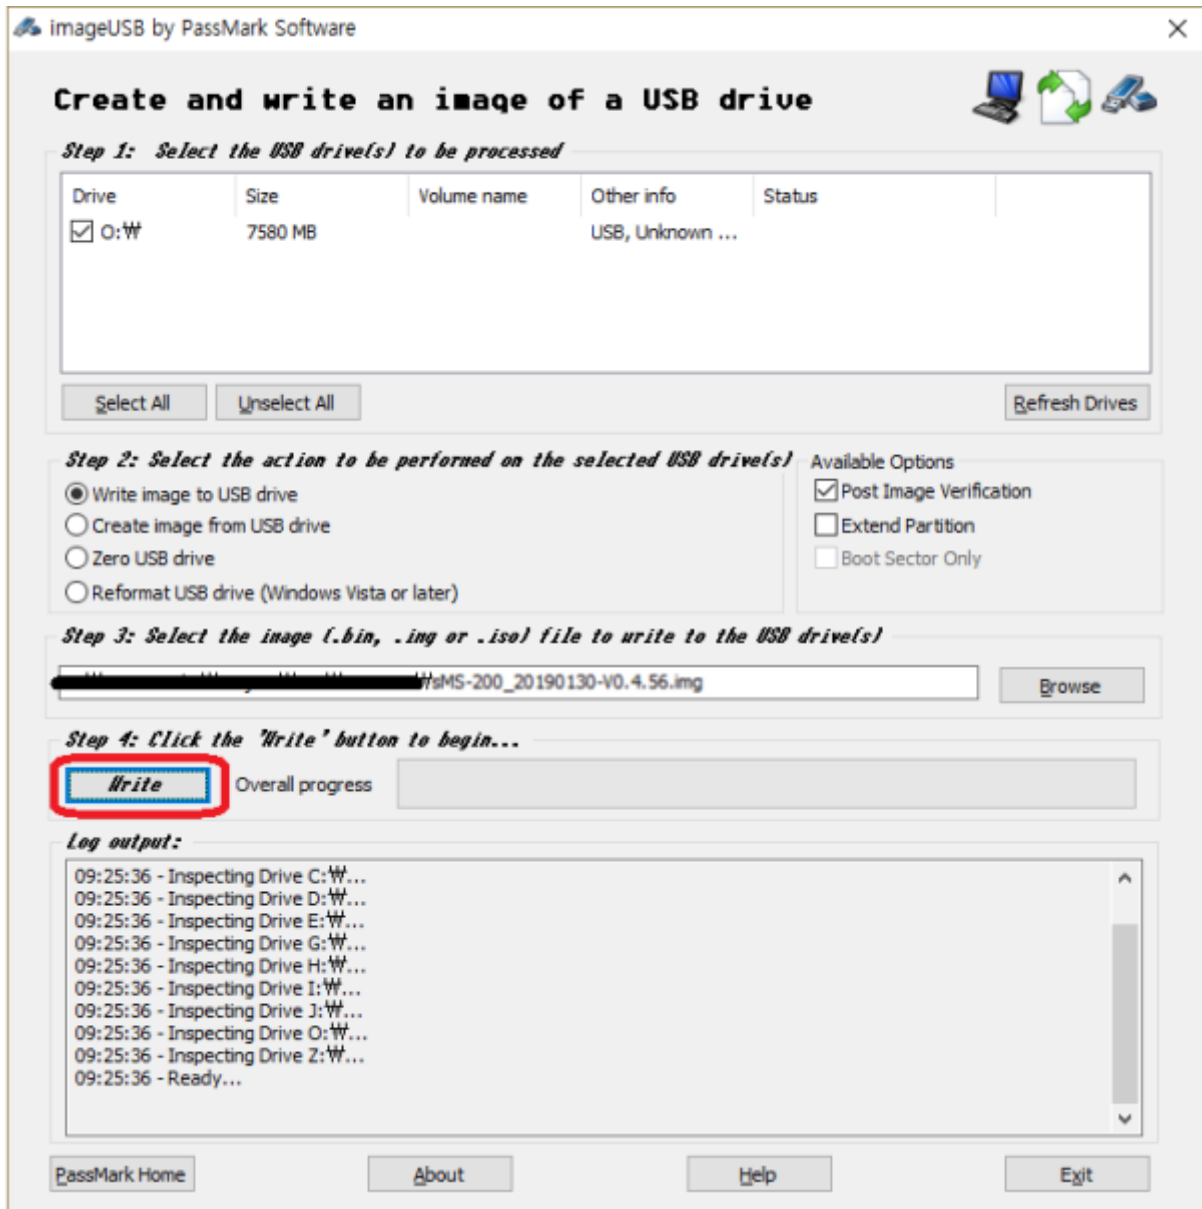 imageUSB by PassMark Software
Create and write an image of a USB drive
Step 1: Select the USB drive(s) to be processed
Drive Size Volume name Other info Status
O:₩ 7580 MB USB, Unknown ...
Select All Unselect All Refresh Drives
Step 2: Select the action to be performed on the selected USB drive(s) Available Options
Write image to USB drive Post Image Verification
Create image from USB drive Extend Partition
Zero USB drive Boot Sector Only
Reformat USB drive (Windows Vista or later)
Step 3: Select the image (.bin, .img or .iso) file to write to the USB drive(s)
₩sMS-200_20190130-V0.4.56.img Browse
Step 4: Click the 'Write' button to begin...
Write Overall progress
Log output:
09:25:36 - Inspecting Drive C:₩...
09:25:36 - Inspecting Drive D:₩...
09:25:36 - Inspecting Drive E:₩...
09:25:36 - Inspecting Drive G:₩...
09:25:36 - Inspecting Drive H:₩...
09:25:36 - Inspecting Drive I:₩...
09:25:36 - Inspecting Drive J:₩...
09:25:36 - Inspecting Drive O:₩...
09:25:36 - Inspecting Drive Z:₩...
09:25:36 - Ready...
PassMark Home About Help Exit